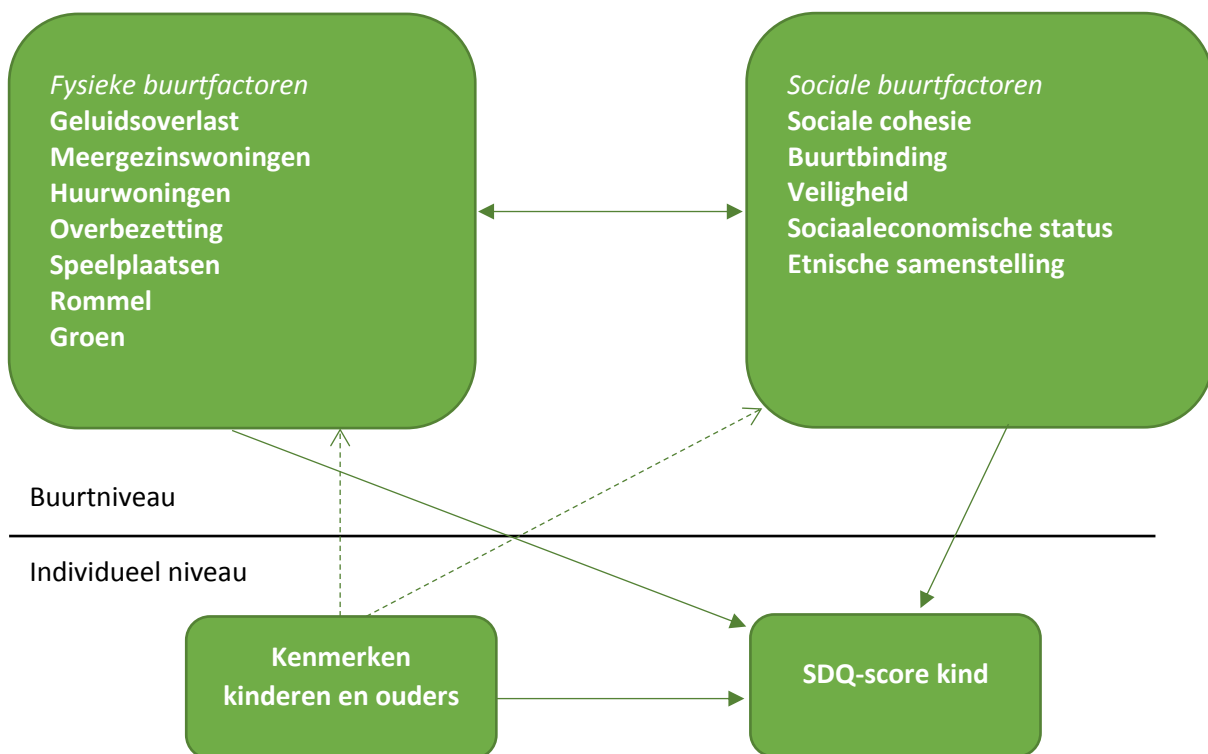 Fysieke buurtfactoren
Geluidsoverlast
Meergezinswoningen
Huurwoningen
Overbezetting
Speelplaatsen
Rommel
Groen
Sociale buurtfactoren
Sociale cohesie
Buurtbinding
Veiligheid
Sociaaleconomische status
Etnische samenstelling
Buurtniveau
Individueel niveau
Kenmerken
kinderen en ouders
SDQ-score kind